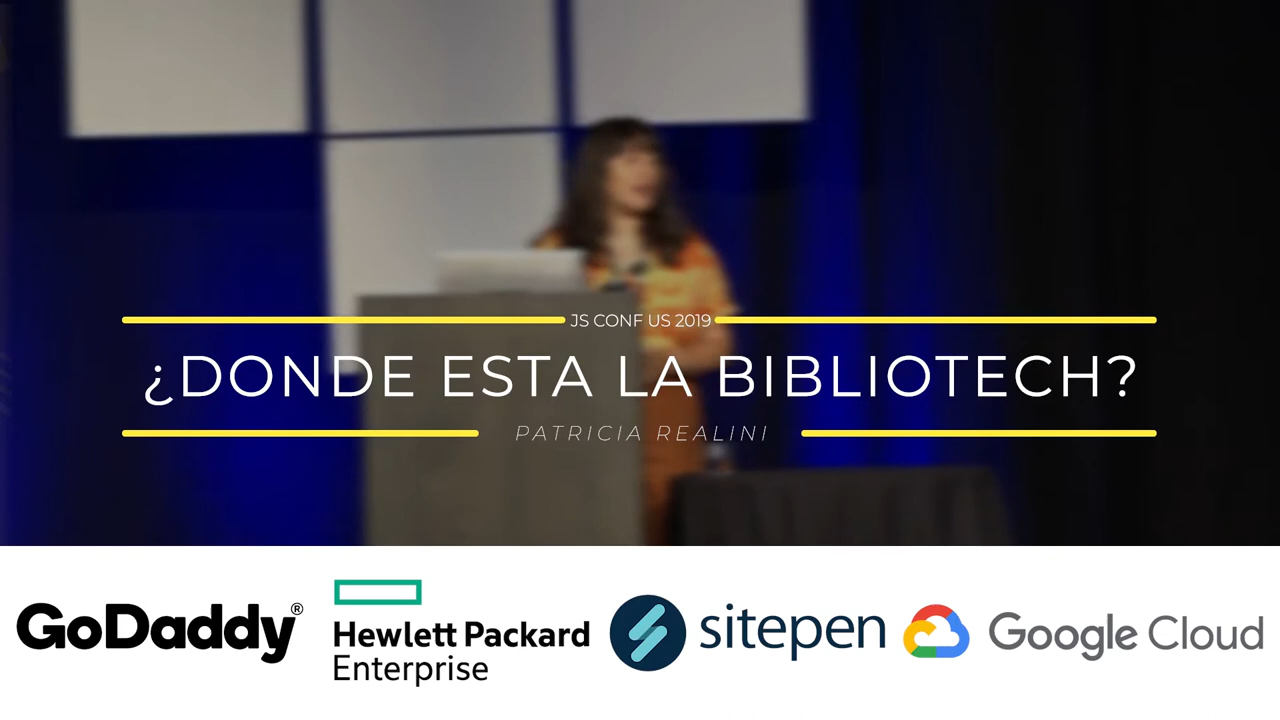 JS CONF US 2019
¿DONDE ESTA LA BIBLIOTECH?
PATRICIA REALINI
GoDaddy®
Hewlett Packard
Enterprise
sitepen
Google Cloud